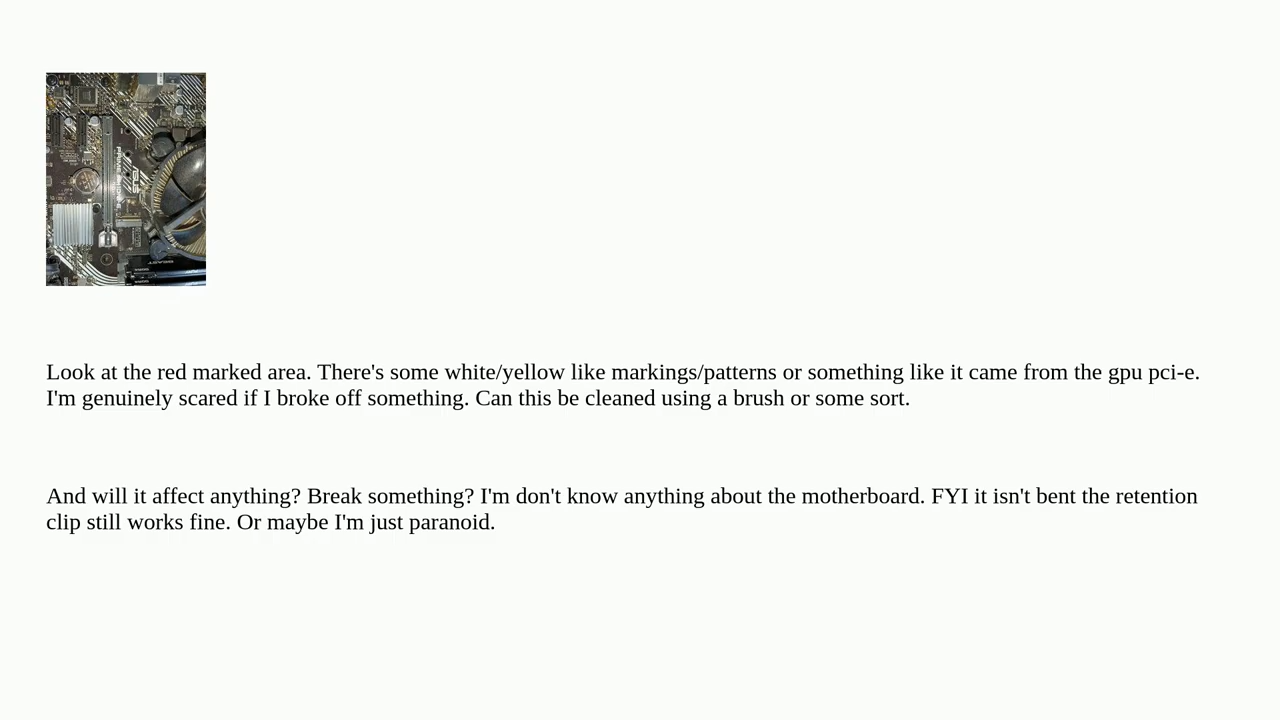 Look at the red marked area. There's some white/yellow like markings/patterns or something like it came from the gpu pci-e.
I'm genuinely scared if I broke off something. Can this be cleaned using a brush or some sort.
And will it affect anything? Break something? I'm don't know anything about the motherboard. FYI it isn't bent the retention
clip still works fine. Or maybe I'm just paranoid.